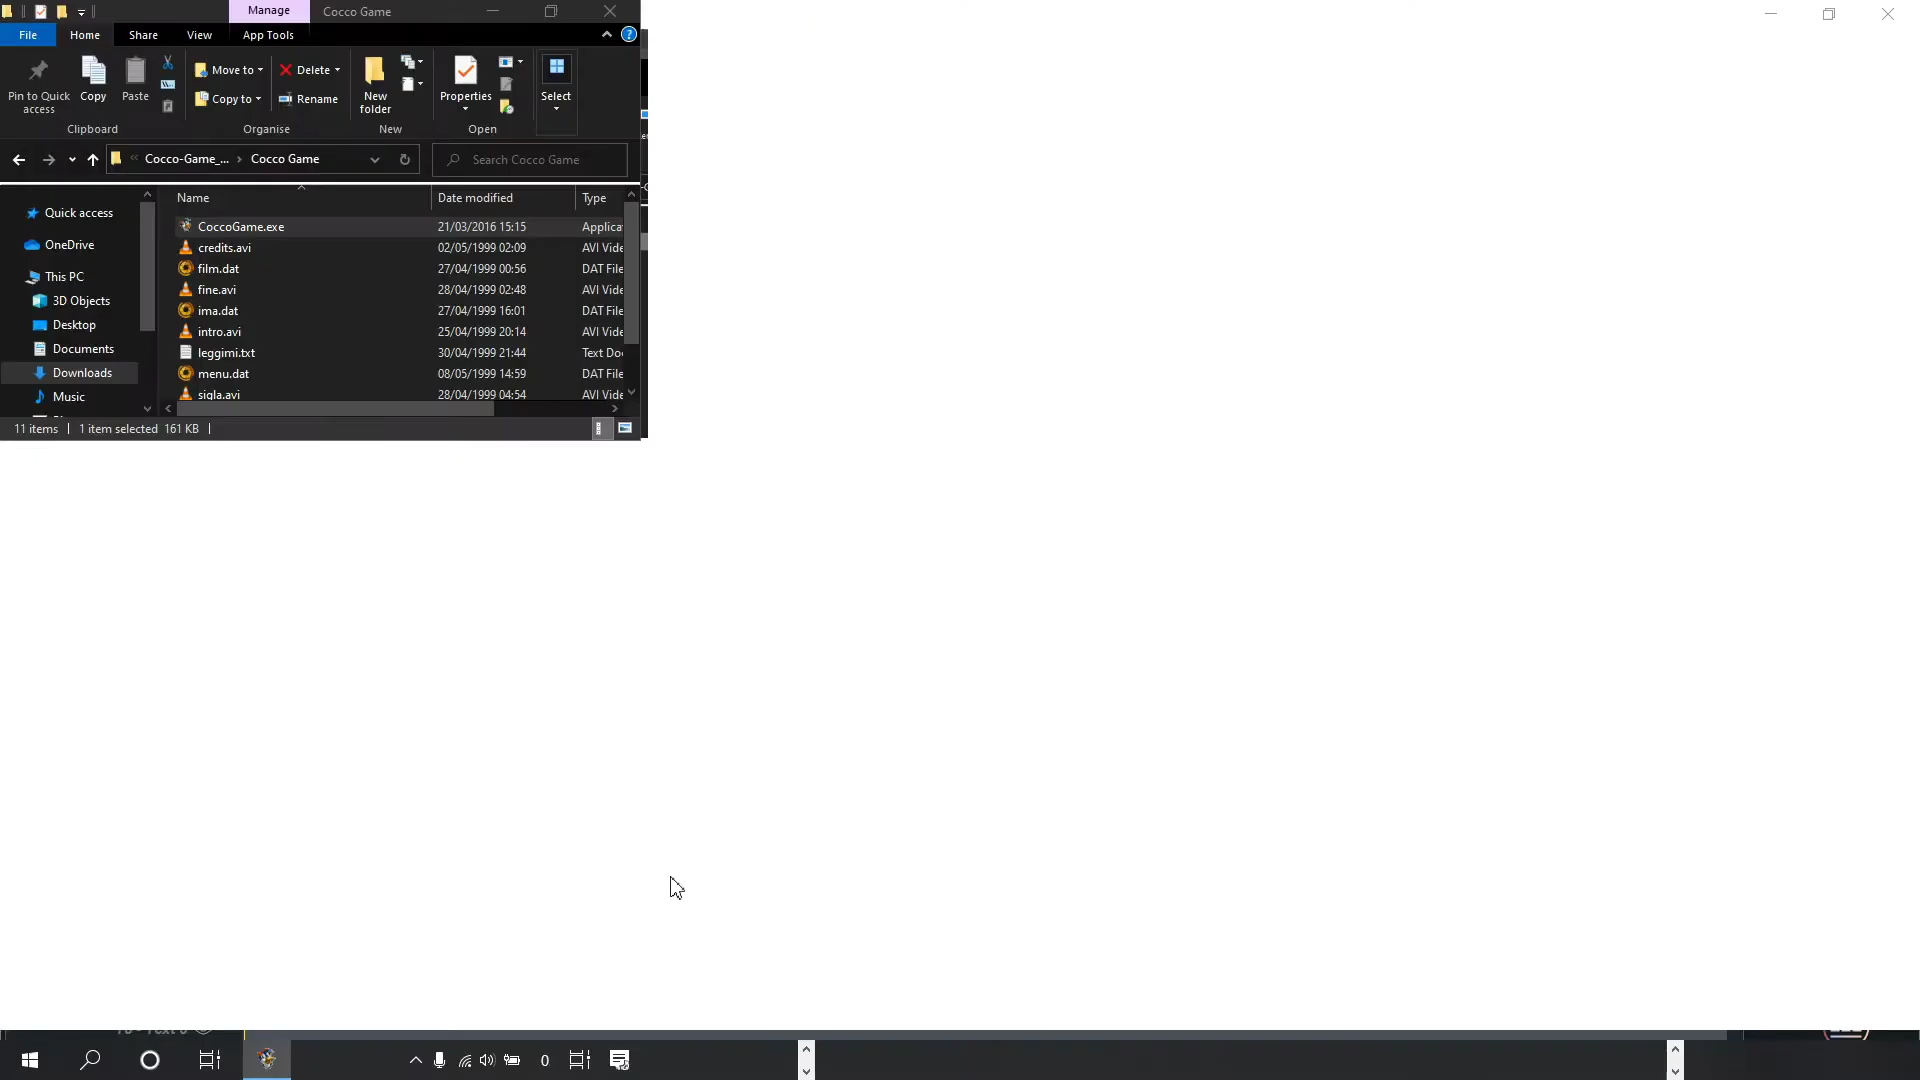 Manage
Cocco Game
File
Home
Share
View
App Tools
Pin to Quick access
Copy
Paste
Move to
Copy to
Delete
Rename
New folder
Properties
Select
Clipboard
Organise
New
Open
Cocco-Game_...
Cocco Game
Search Cocco Game
Name Date modified Type
Quick access
OneDrive
This PC
3D Objects
Desktop
Documents
Downloads
Music
CoccoGame.exe 21/03/2016 15:15 Applica
credits.avi 02/05/1999 02:09 AVI Vide
film.dat 27/04/1999 00:56 DAT File
fine.avi 28/04/1999 02:48 AVI Vide
ima.dat 27/04/1999 16:01 DAT File
intro.avi 25/04/1999 20:14 AVI Vide
leggimi.txt 30/04/1999 21:44 Text Do
menu.dat 08/05/1999 14:59 DAT File
sigla.avi 28/04/1999 04:54 AVI Vide
11 items
1 item selected 161 KB
0